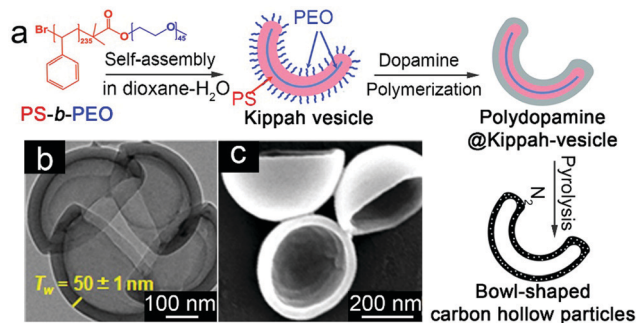 a
Br
235
O
O
O
45
PEO
Self-assembly
in dioxane-H2O
PS
Dopamine
Polymerization
PS-b-PEO
Kippah vesicle
Polydopamine
@Kippah-vesicle
b
c
Pyrolysis
N2
Tw = 50 ± 1 nm
100 nm
200 nm
Bowl-shaped
carbon hollow particles